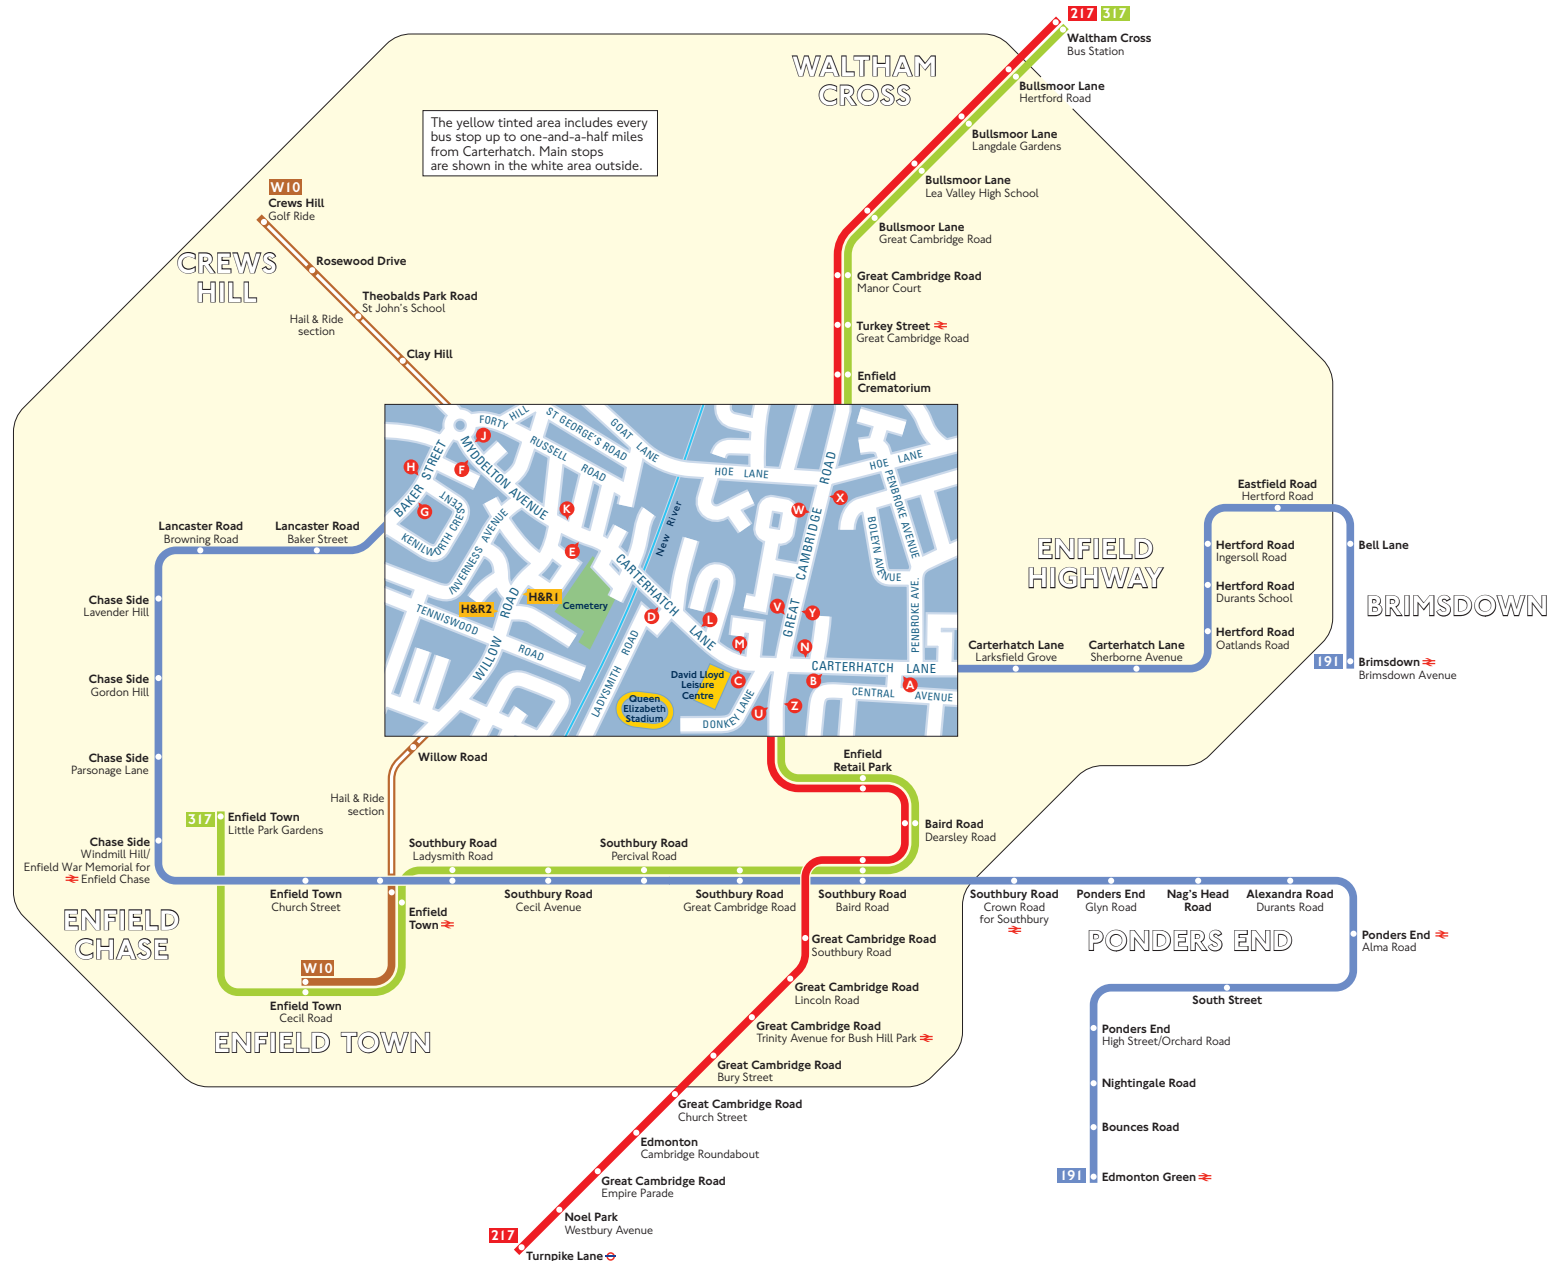 217 317
Waltham Cross
Bus Station
WALTHAM
CROSS
Bullsmoor Lane
Hertford Road
The yellow tinted area includes every
bus stop up to one-and-a-half miles
from Carterhatch. Main stops
are shown in the white area outside.
Bullsmoor Lane
Langdale Gardens
Bullsmoor Lane
Lea Valley High School
W10
Crews Hill
Golf Ride
Bullsmoor Lane
Great Cambridge Road
CREWS
HILL
Rosewood Drive
Great Cambridge Road
Manor Court
Theobalds Park Road
St John's School
Hail & Ride
section
Turkey Street
Great Cambridge Road
Clay Hill
Enfield
Crematorium
FORTY HILL
ST GEORGE'S ROAD
GOAT LANE
RUSSELL ROAD
J
H
F
BAKER STREET
MYDDELTON AVENUE
HOE LANE
HOE LANE
G
KENILWORTH CRESCENT
INVERNESS AVENUE
K
E
New River
W
X
GREAT CAMBRIDGE ROAD
PENBROKE AVENUE
BOLEYN AVENUE
PENBROKE AVE.
CARTERHATCH LANE
H&R1
H&R2
Cemetery
TENNISWOOD ROAD
WILLOW ROAD
LADYSMITH ROAD
D
L
M
V
Y
N
CARTERHATCH LANE
David Lloyd
Leisure
Centre
C
B
A
CENTRAL AVENUE
Queen
Elizabeth
Stadium
DONKEY LANE
U
Z
Eastfield Road
Hertford Road
Lancaster Road
Browning Road
Lancaster Road
Baker Street
ENFIELD
HIGHWAY
Hertford Road
Ingersoll Road
Bell Lane
Hertford Road
Durants School
BRIMSDOWN
Chase Side
Lavender Hill
Hertford Road
Oatlands Road
Carterhatch Lane
Larksfield Grove
Carterhatch Lane
Sherborne Avenue
191
Brimsdown
Brimsdown Avenue
Chase Side
Gordon Hill
Chase Side
Parsonage Lane
Willow Road
Enfield
Retail Park
Hail & Ride
section
317
Enfield Town
Little Park Gardens
Baird Road
Dearsley Road
Chase Side
Windmill Hill/
Enfield War Memorial for
Enfield Chase
Southbury Road
Ladysmith Road
Southbury Road
Percival Road
Enfield Town
Church Street
Southbury Road
Cecil Avenue
Southbury Road
Great Cambridge Road
Southbury Road
Baird Road
Southbury Road
Crown Road
for Southbury
Ponders End
Glyn Road
Nag's Head
Road
Alexandra Road
Durants Road
Enfield
Town
ENFIELD
CHASE
PONDERS END
Great Cambridge Road
Southbury Road
Ponders End
Alma Road
W10
Enfield Town
Cecil Road
Great Cambridge Road
Lincoln Road
South Street
ENFIELD TOWN
Great Cambridge Road
Trinity Avenue for Bush Hill Park
Ponders End
High Street/Orchard Road
Great Cambridge Road
Bury Street
Nightingale Road
Great Cambridge Road
Church Street
Bounces Road
Edmonton
Cambridge Roundabout
Great Cambridge Road
Empire Parade
191
Edmonton Green
Noel Park
Westbury Avenue
217
Turnpike Lane